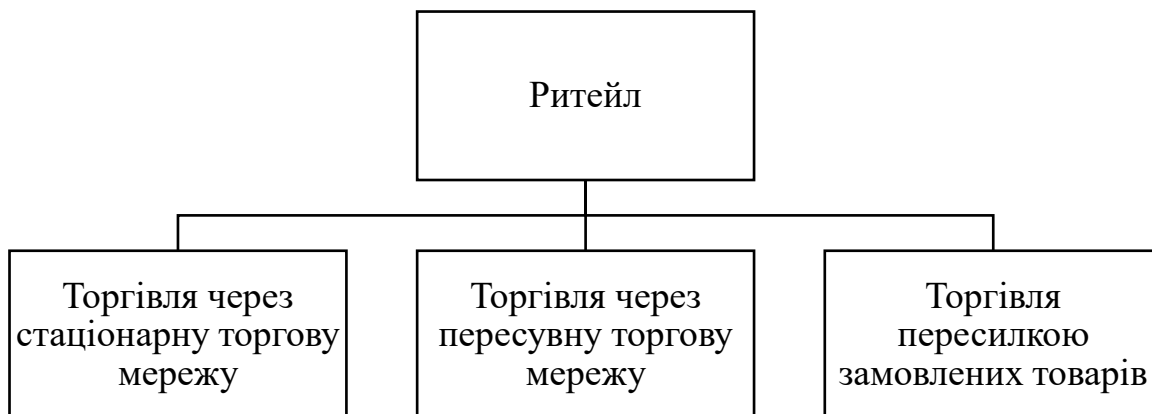 Ритейл
Торгівля через
стаціонарну торгову
мережу
Торгівля через
пересувну торгову
мережу
Торгівля
пересилкою
замовлених товарів